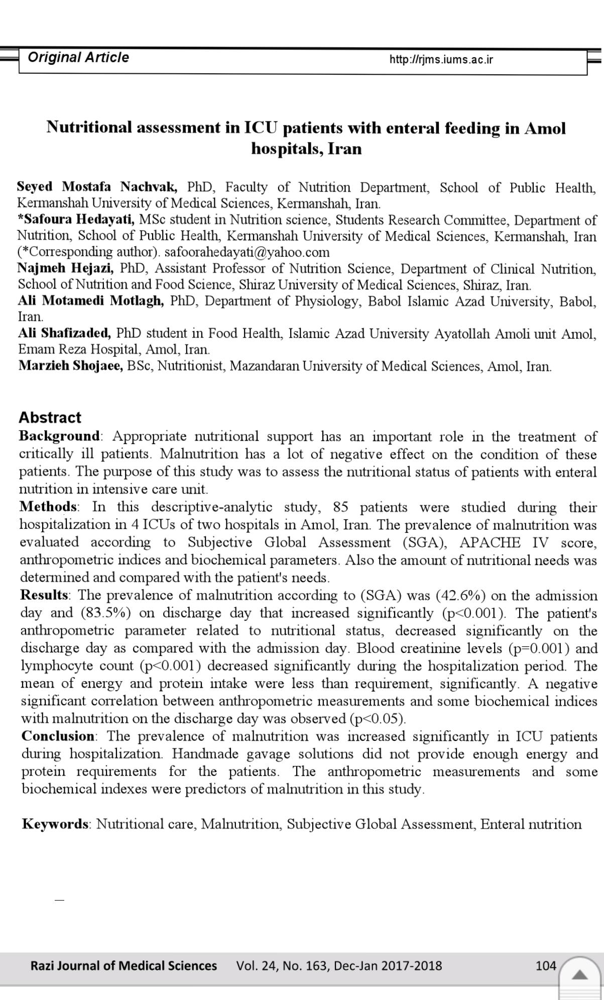 Original Article
http://rjms.iums.ac.ir
Nutritional assessment in ICU patients with enteral feeding in Amol
hospitals, Iran
Seyed Mostafa Nachvak, PhD, Faculty of Nutrition Department, School of Public Health,
Kermanshah University of Medical Sciences, Kermanshah, Iran.
*Safoura Hedayati, MSc student in Nutrition science, Students Research Committee, Department of
Nutrition, School of Public Health, Kermanshah University of Medical Sciences, Kermanshah, Iran
(*Corresponding author). safoorahedayati@yahoo.com
Najmeh Hejazi, PhD, Assistant Professor of Nutrition Science, Department of Clinical Nutrition,
School of Nutrition and Food Science, Shiraz University of Medical Sciences, Shiraz, Iran.
Ali Motamedi Motlagh, PhD, Department of Physiology, Babol Islamic Azad University, Babol,
Iran.
Ali Shafizaded, PhD student in Food Health, Islamic Azad University Ayatollah Amoli unit Amol,
Emam Reza Hospital, Amol, Iran.
Marzieh Shojaee, BSc, Nutritionist, Mazandaran University of Medical Sciences, Amol, Iran.
Abstract
Background: Appropriate nutritional support has an important role in the treatment of
critically ill patients. Malnutrition has a lot of negative effect on the condition of these
patients. The purpose of this study was to assess the nutritional status of patients with enteral
nutrition in intensive care unit.
Methods: In this descriptive-analytic study, 85 patients were studied during their
hospitalization in 4 ICUs of two hospitals in Amol, Iran. The prevalence of malnutrition was
evaluated according to Subjective Global Assessment (SGA), APACHE IV score,
anthropometric indices and biochemical parameters. Also the amount of nutritional needs was
determined and compared with the patient's needs.
Results: The prevalence of malnutrition according to (SGA) was (42.6%) on the admission
day and (83.5%) on discharge day that increased significantly (p<0.001). The patient's
anthropometric parameter related to nutritional status, decreased significantly on the
discharge day as compared with the admission day. Blood creatinine levels (p=0.001) and
lymphocyte count (p<0.001) decreased significantly during the hospitalization period. The
mean of energy and protein intake were less than requirement, significantly. A negative
significant correlation between anthropometric measurements and some biochemical indices
with malnutrition on the discharge day was observed (p<0.05).
Conclusion: The prevalence of malnutrition was increased significantly in ICU patients
during hospitalization. Handmade gavage solutions did not provide enough energy and
protein requirements for the patients. The anthropometric measurements and some
biochemical indexes were predictors of malnutrition in this study.
Keywords: Nutritional care, Malnutrition, Subjective Global Assessment, Enteral nutrition
Razi Journal of Medical Sciences Vol. 24, No. 163, Dec-Jan 2017-2018 104